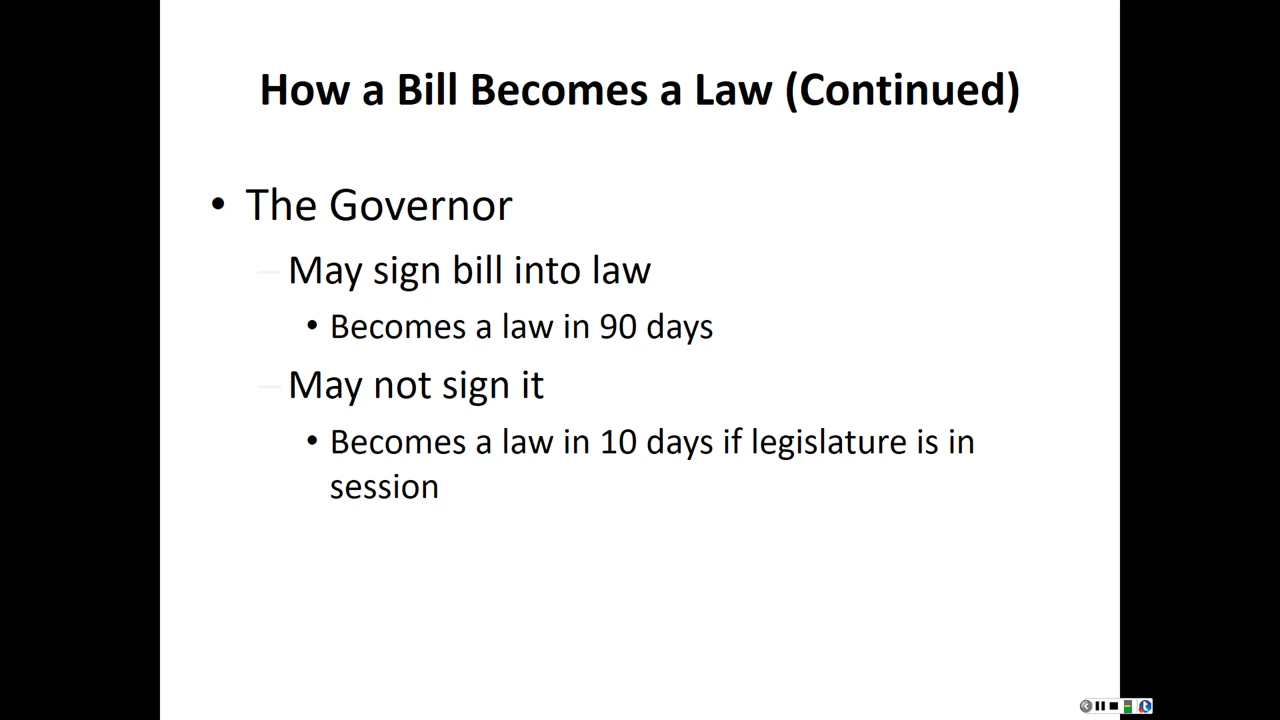 How a Bill Becomes a Law (Continued)
• The Governor
– May sign bill into law
• Becomes a law in 90 days
– May not sign it
• Becomes a law in 10 days if legislature is in
session